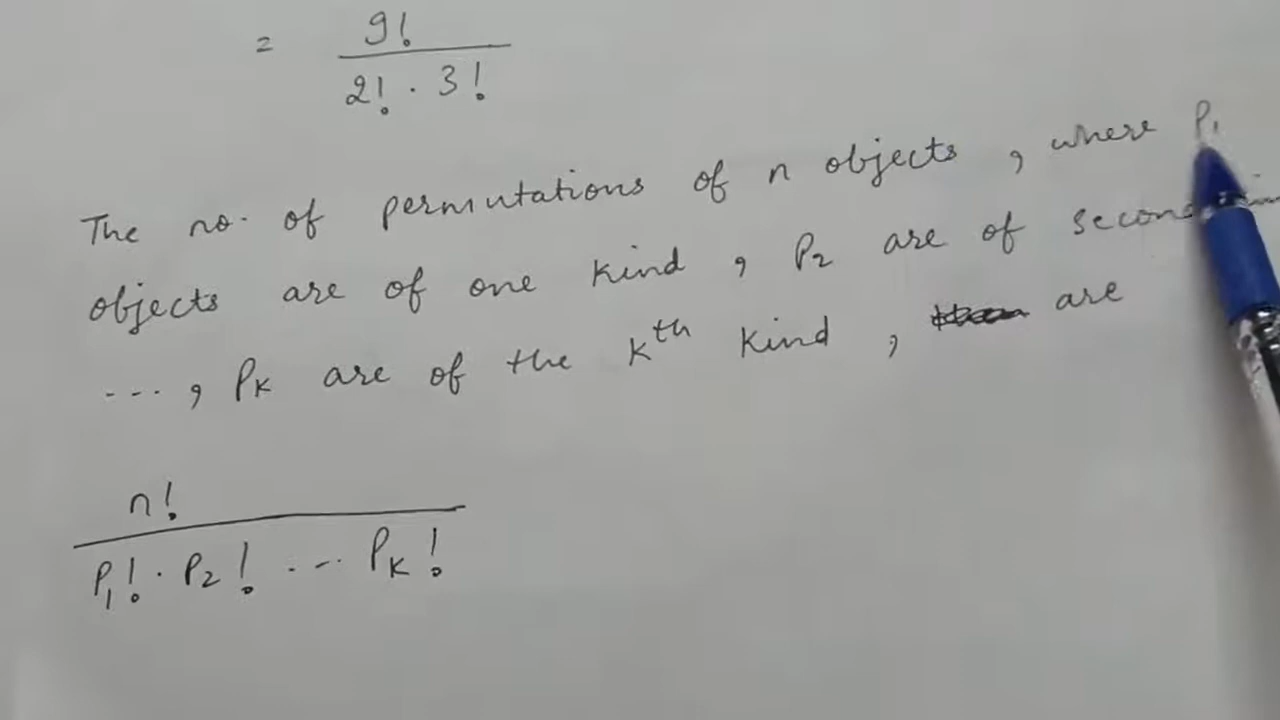 = 9! / 2! · 3!
The no. of permutations of n objects, where P₁
objects are of one kind, P₂ are of second
..., Pₖ are of the kᵗʰ kind, are
n! / P₁! · P₂! · ... Pₖ!